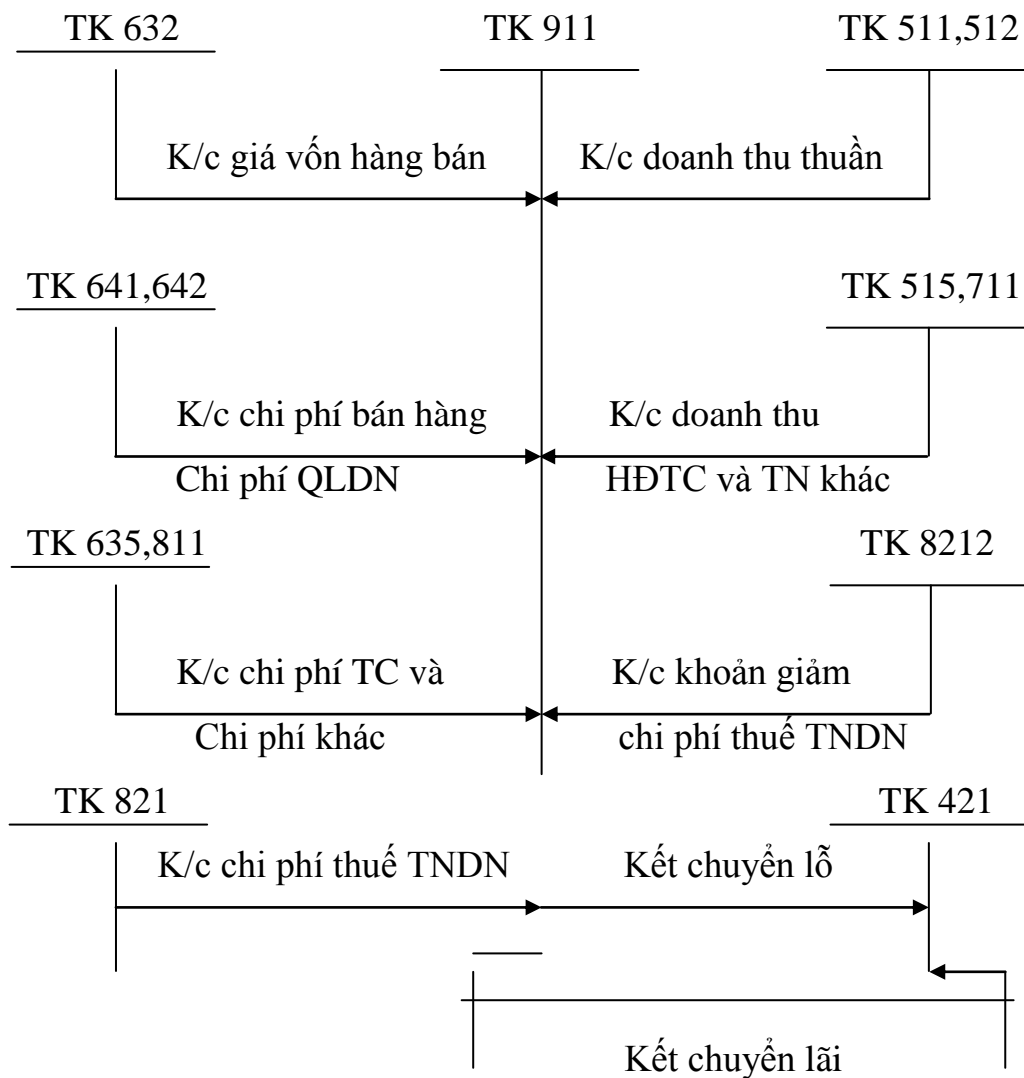 TK 632 TK 911 TK 511,512
K/c giá vốn hàng bán K/c doanh thu thuần
TK 641,642 TK 515,711
K/c chi phí bán hàng K/c doanh thu
Chi phí QLDN HĐTC và TN khác
TK 635,811 TK 8212
K/c chi phí TC và K/c khoản giảm
Chi phí khác chi phí thuế TNDN
TK 821 TK 421
K/c chi phí thuế TNDN Kết chuyển lỗ
Kết chuyển lãi